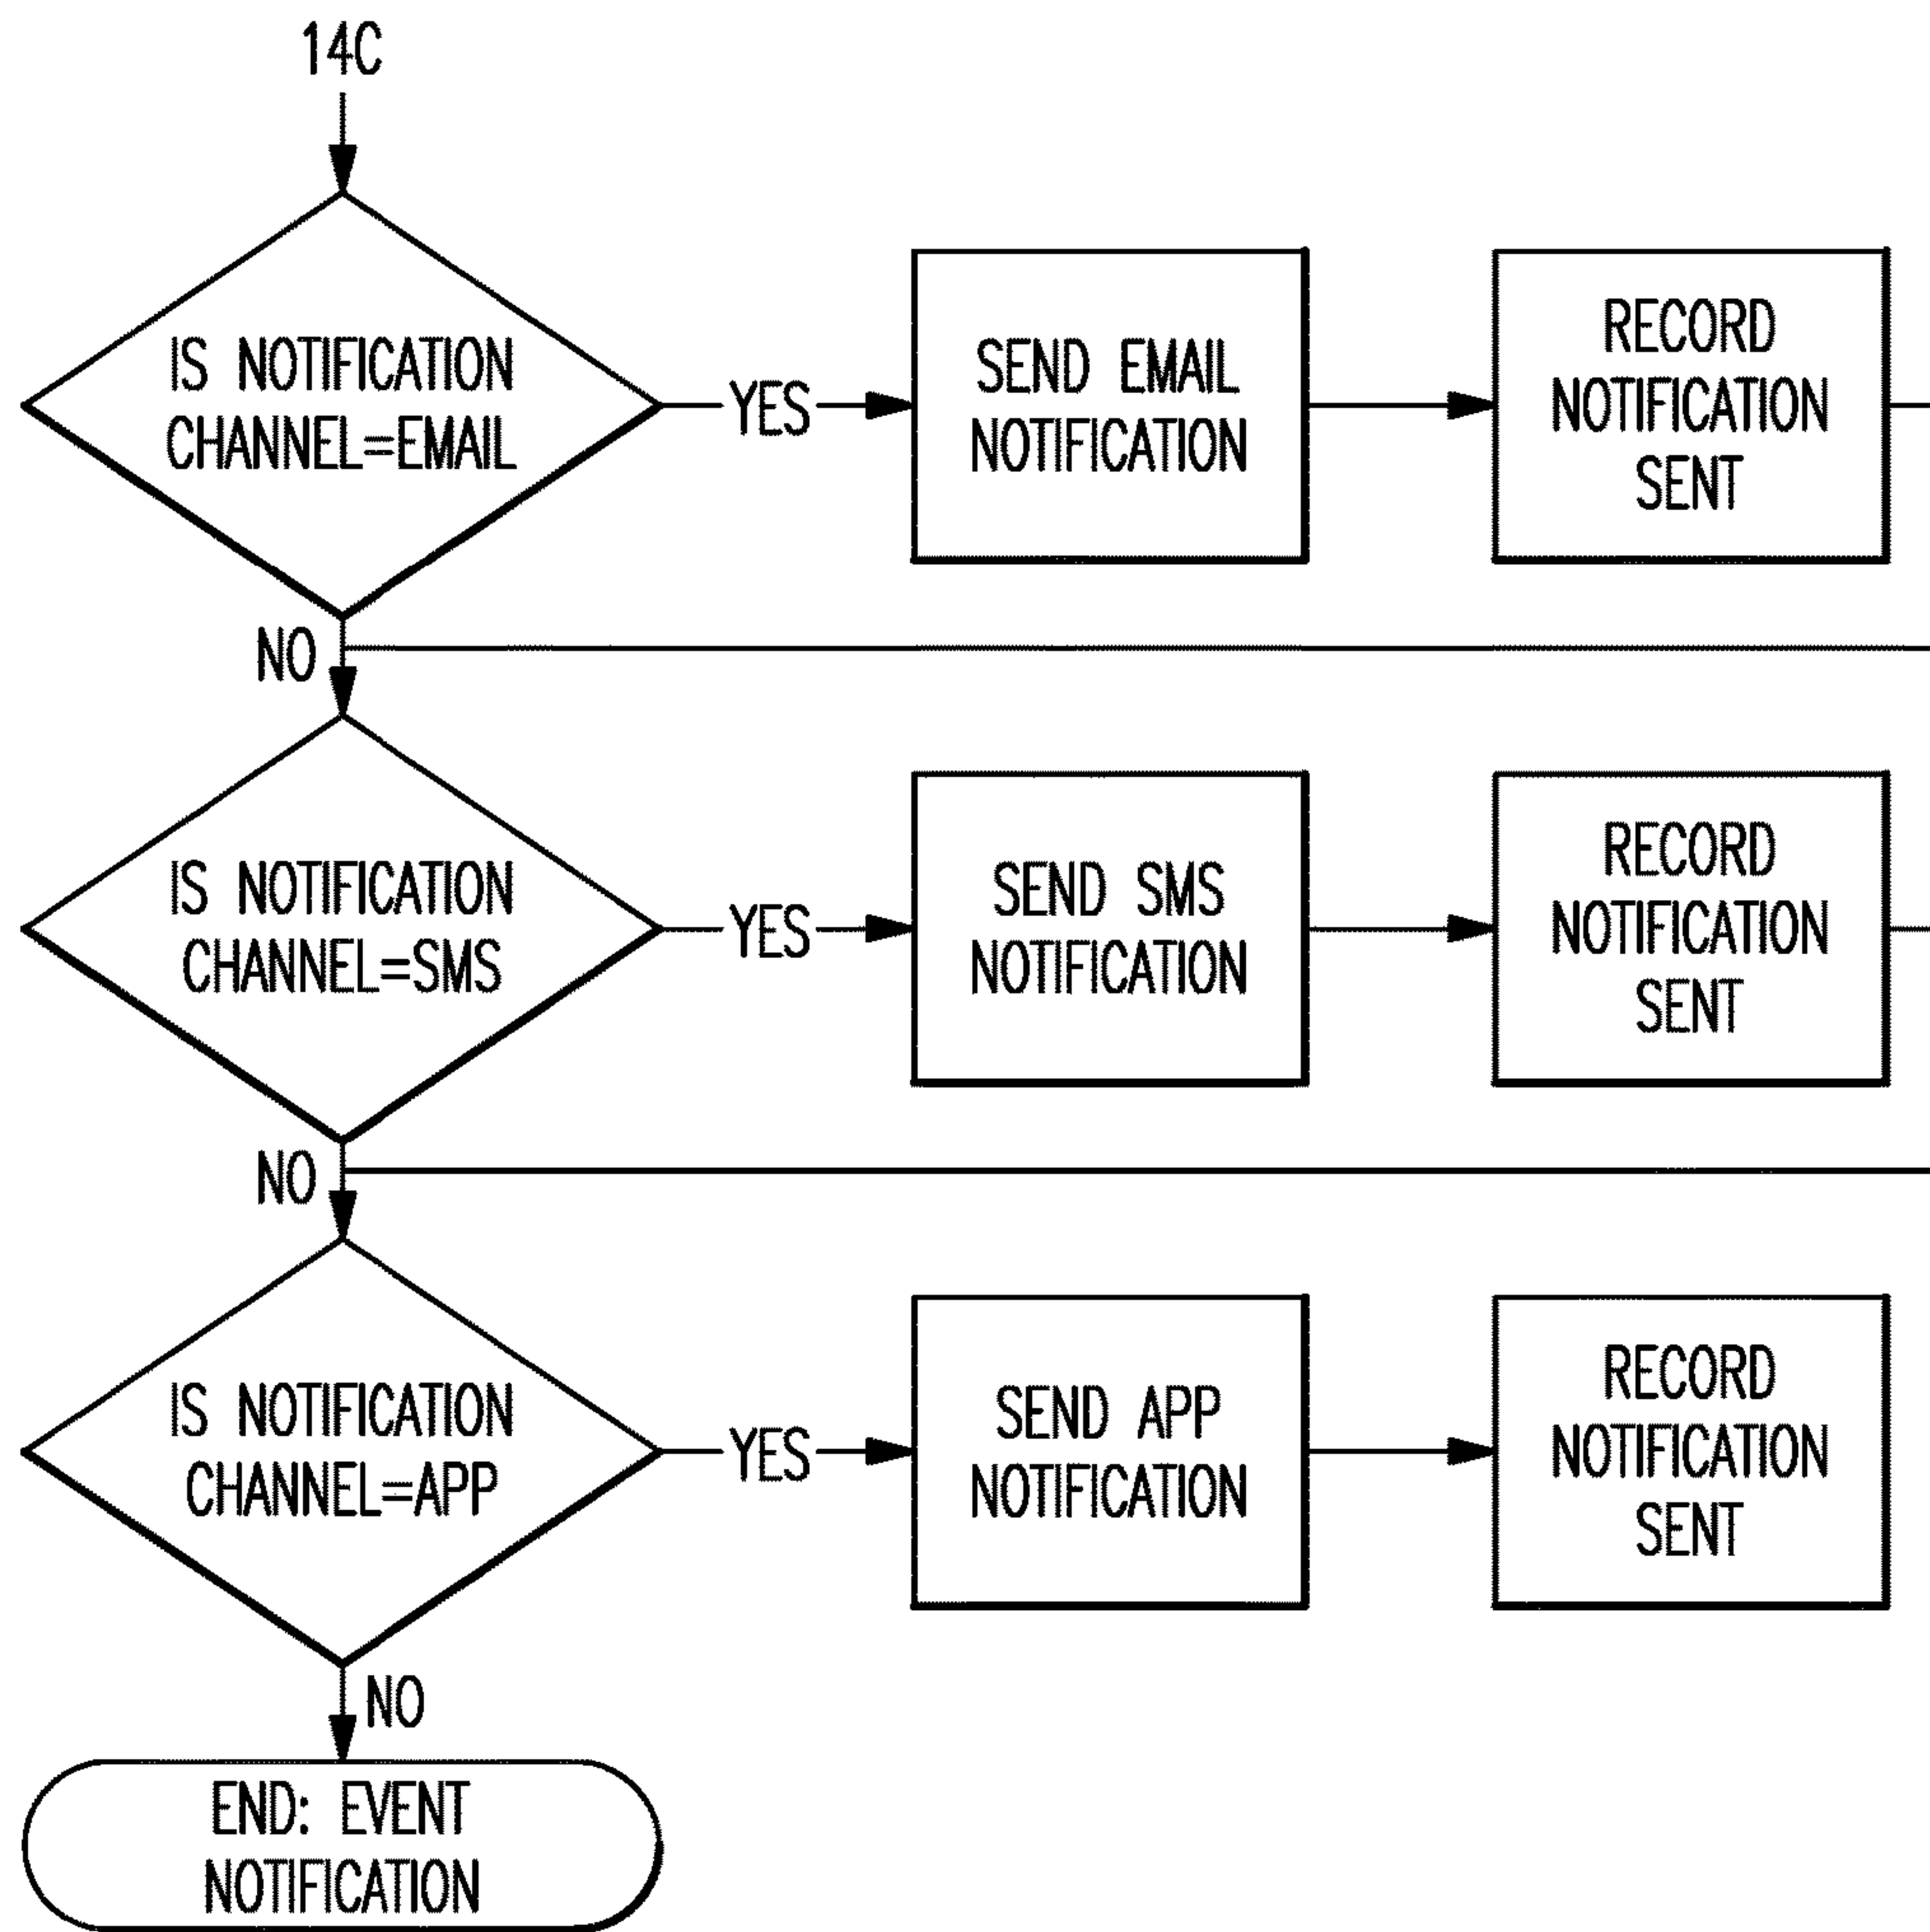 14C
IS NOTIFICATION
CHANNEL=EMAIL
YES
SEND EMAIL
NOTIFICATION
RECORD
NOTIFICATION
SENT
NO
IS NOTIFICATION
CHANNEL=SMS
YES
SEND SMS
NOTIFICATION
RECORD
NOTIFICATION
SENT
NO
IS NOTIFICATION
CHANNEL=APP
YES
SEND APP
NOTIFICATION
RECORD
NOTIFICATION
SENT
NO
END: EVENT
NOTIFICATION